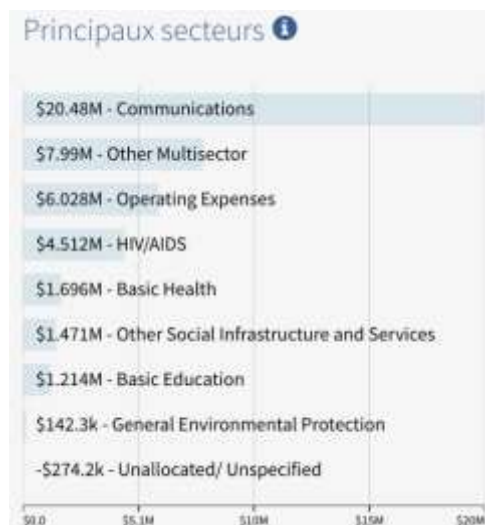 Principaux secteurs
$20.48M - Communications
$7.99M - Other Multisector
$6.028M - Operating Expenses
$4.512M - HIV/AIDS
$1.696M - Basic Health
$1.471M - Other Social Infrastructure and Services
$1.214M - Basic Education
$142.3k - General Environmental Protection
-$274.2k - Unallocated/ Unspecified
$0.0 $5.1M $10M $15M $20M